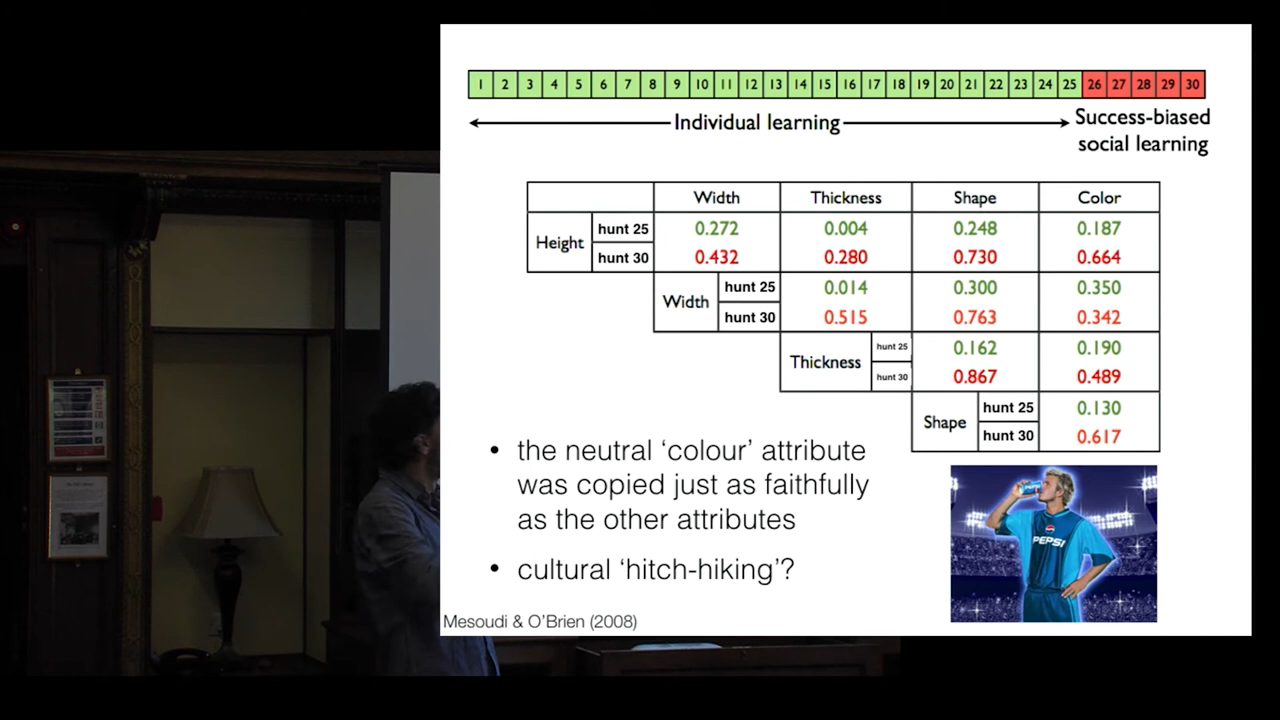 1 2 3 4 5 6 7 8 9 10 11 12 13 14 15 16 17 18 19 20 21 22 23 24 25 26 27 28 29 30
Individual learning
Success-biased
social learning
Width Thickness Shape Color
Height
hunt 25 0.272 0.004 0.248 0.187
hunt 30 0.432 0.280 0.730 0.664
Width
hunt 25 0.014 0.300 0.350
hunt 30 0.515 0.763 0.342
Thickness
hunt 25 0.162 0.190
hunt 30 0.867 0.489
Shape
hunt 25 0.130
hunt 30 0.617
• the neutral ‘colour’ attribute
was copied just as faithfully
as the other attributes
• cultural ‘hitch-hiking’?
PEPSI
Mesoudi & O’Brien (2008)